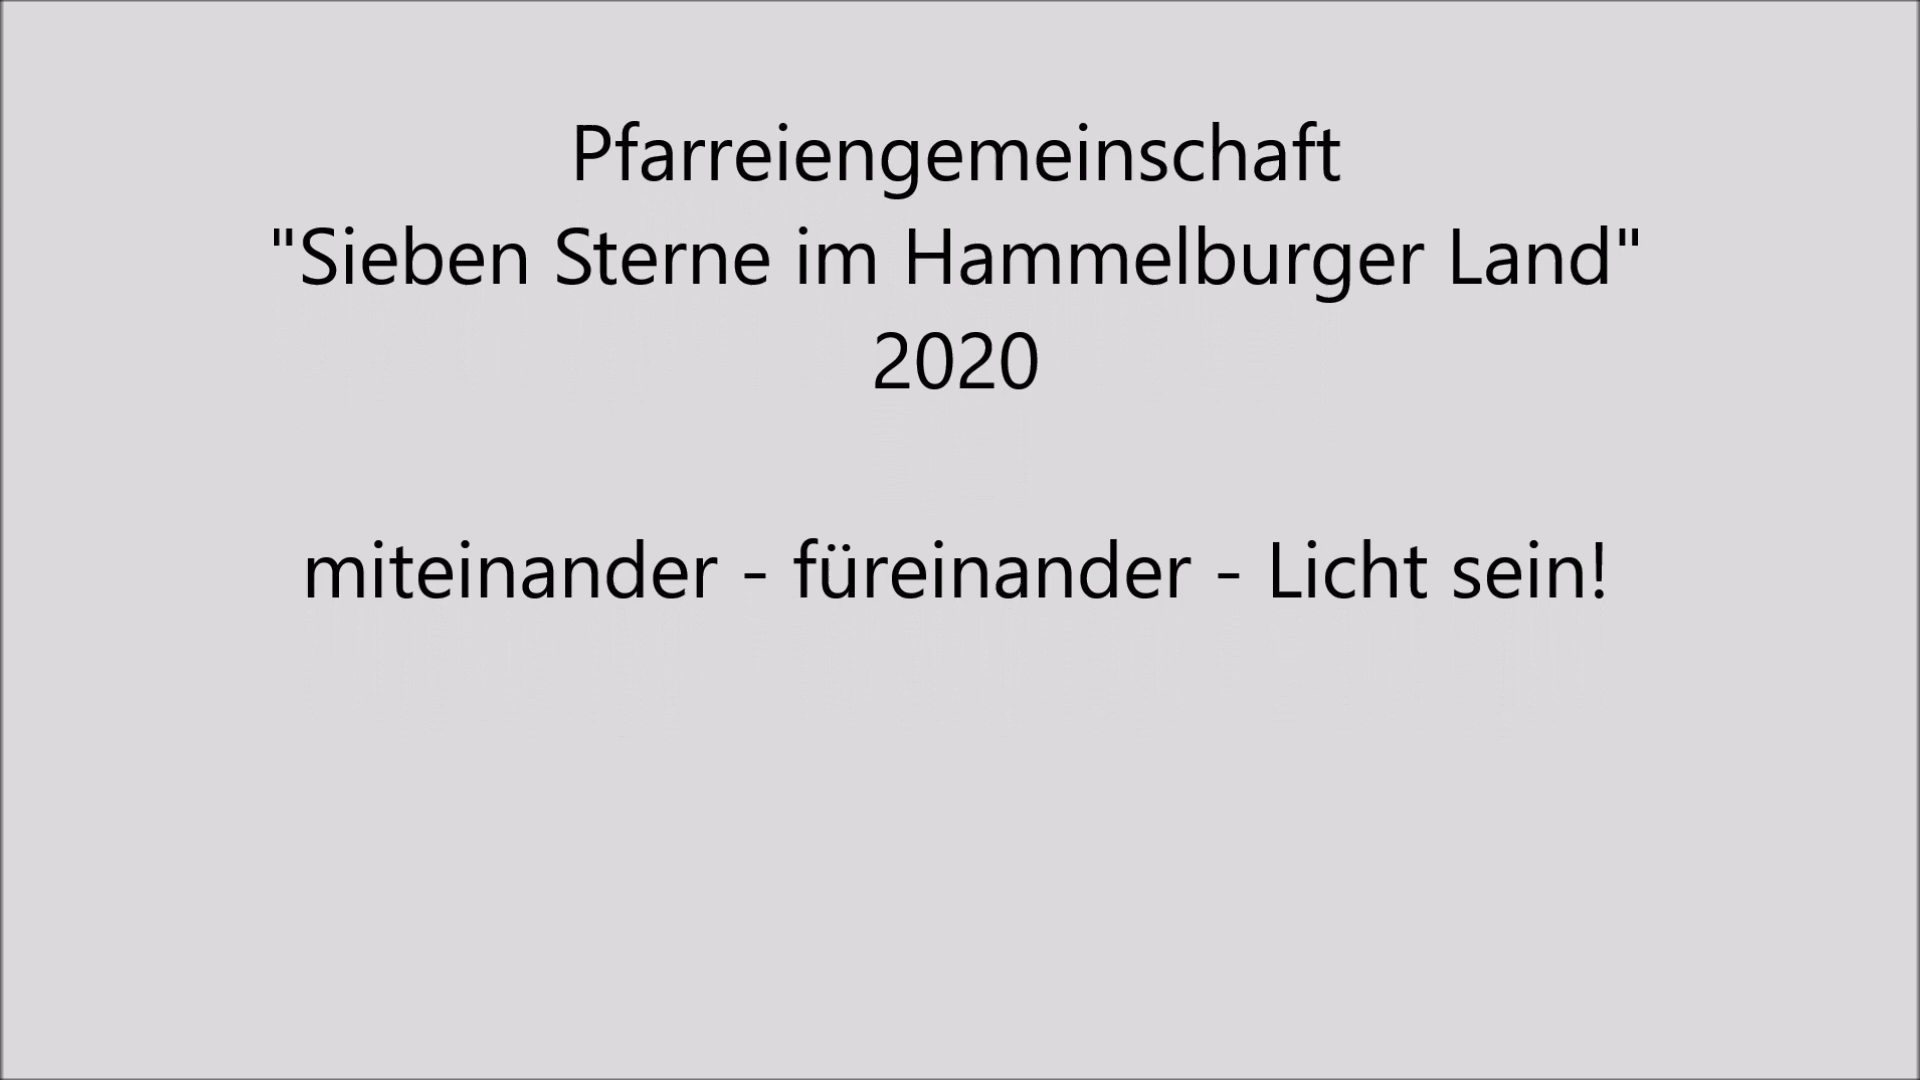 Pfarreiengemeinschaft
"Sieben Sterne im Hammelburger Land"
2020
miteinander - füreinander - Licht sein!